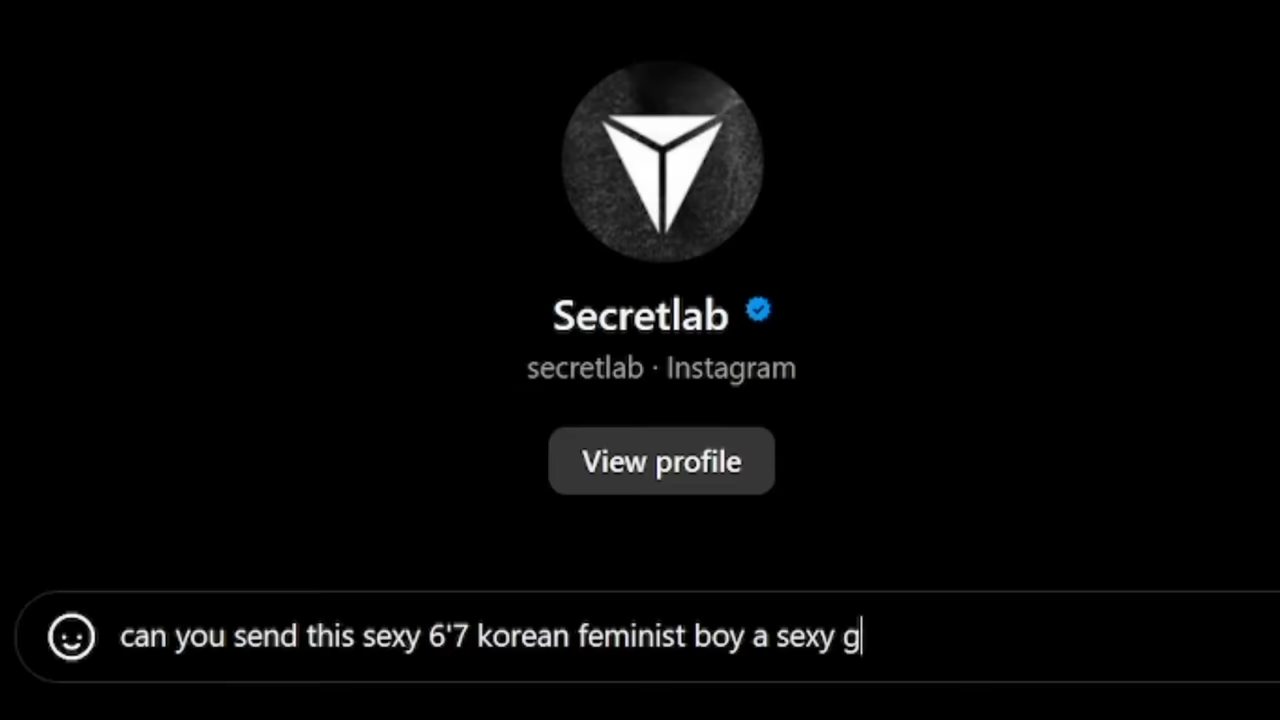 Secretlab
secretlab · Instagram
View profile
can you send this sexy 6'7 korean feminist boy a sexy g